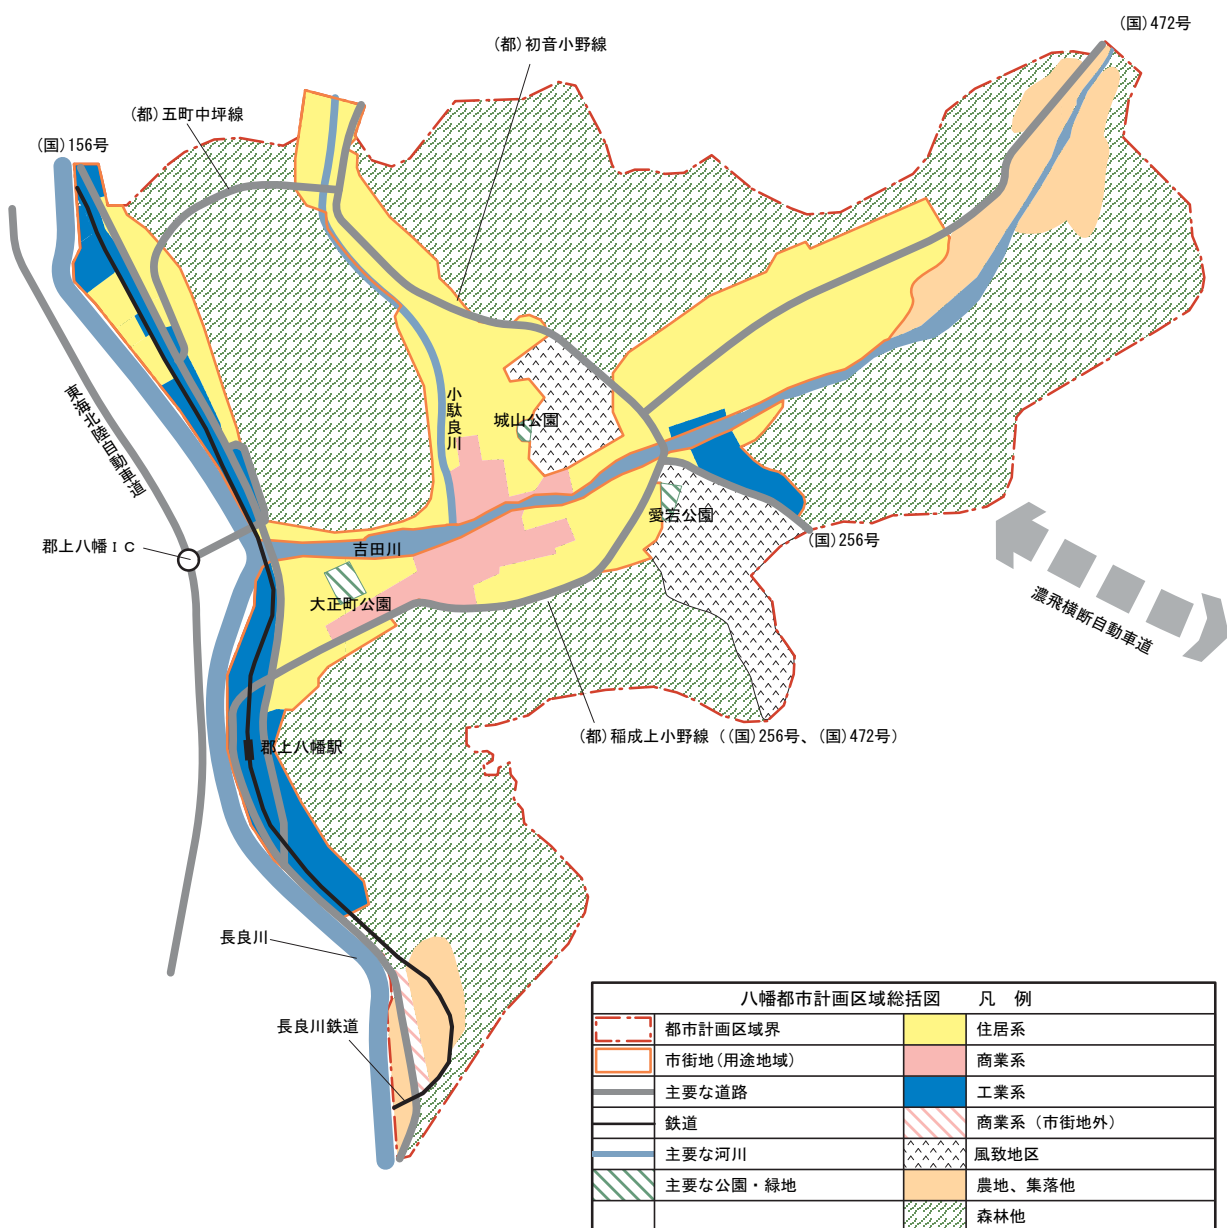 (国)472号
(都)初音小野線
(都)五町中坪線
(国)156号
東海北陸自動車道
小駄良川
城山公園
愛宕公園
(国)256号
郡上八幡ＩＣ
吉田川
大正町公園
濃飛横断自動車道
(都)稲成上小野線（(国)256号、(国)472号）
郡上八幡駅
長良川
長良川鉄道
八幡都市計画区域総括図　凡　例
都市計画区域界　住居系
市街地(用途地域)　商業系
主要な道路　工業系
鉄道　商業系（市街地外）
主要な河川　風致地区
主要な公園・緑地　農地、集落他
森林他